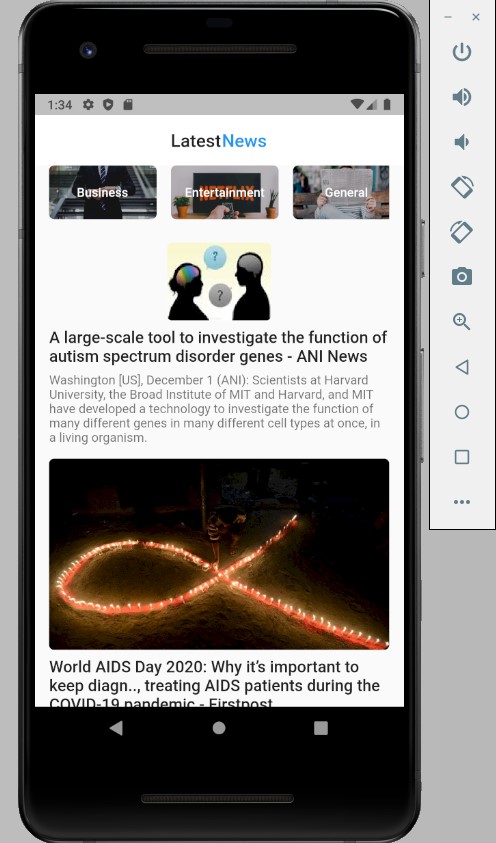 1:34
LatestNews
Business
Entertainment
General
NETFLIX
?
?
A large-scale tool to investigate the function of
autism spectrum disorder genes - ANI News
Washington [US], December 1 (ANI): Scientists at Harvard
University, the Broad Institute of MIT and Harvard, and MIT
have developed a technology to investigate the function of
many different genes in many different cell types at once, in
a living organism.
World AIDS Day 2020: Why it's important to
keep diagn.., treating AIDS patients during the
COVID-19 pandemic - Firstpost